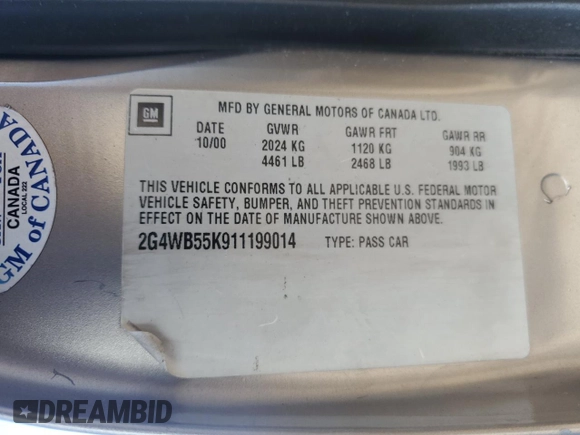 GM
MFD BY GENERAL MOTORS OF CANADA LTD.
DATE GVWR GAWR FRT GAWR RR
10/00 2024 KG 1120 KG 904 KG
4461 LB 2468 LB 1993 LB
THIS VEHICLE CONFORMS TO ALL APPLICABLE U.S. FEDERAL MOTOR
VEHICLE SAFETY, BUMPER, AND THEFT PREVENTION STANDARDS IN
EFFECT ON THE DATE OF MANUFACTURE SHOWN ABOVE.
2G4WB55K911199014 TYPE: PASS CAR
CANADA
LOCAL 222
GM of CANADA
DREAMBID